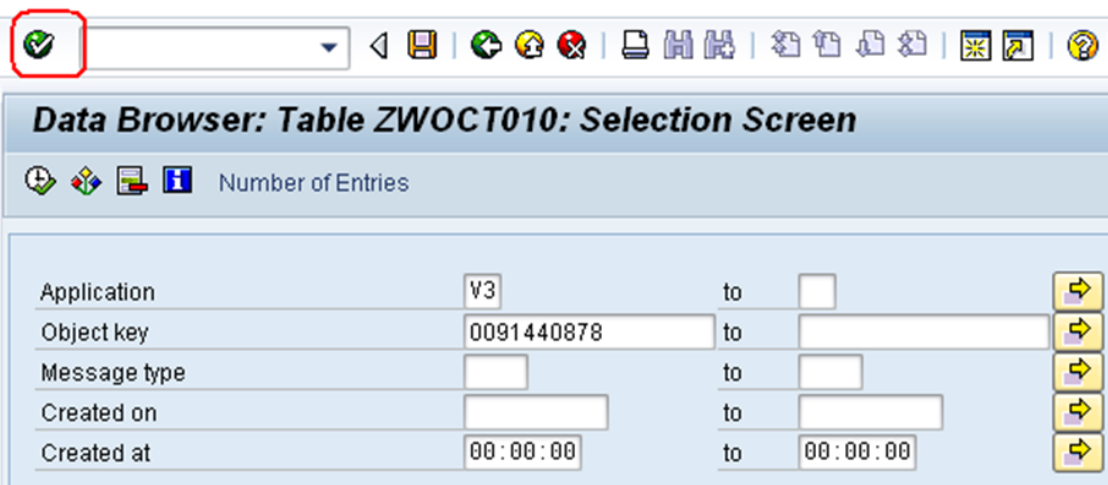 Data Browser: Table ZWOCT010: Selection Screen
Number of Entries
Application V3 to
Object key 0091440878 to
Message type to
Created on to
Created at 00:00:00 to 00:00:00